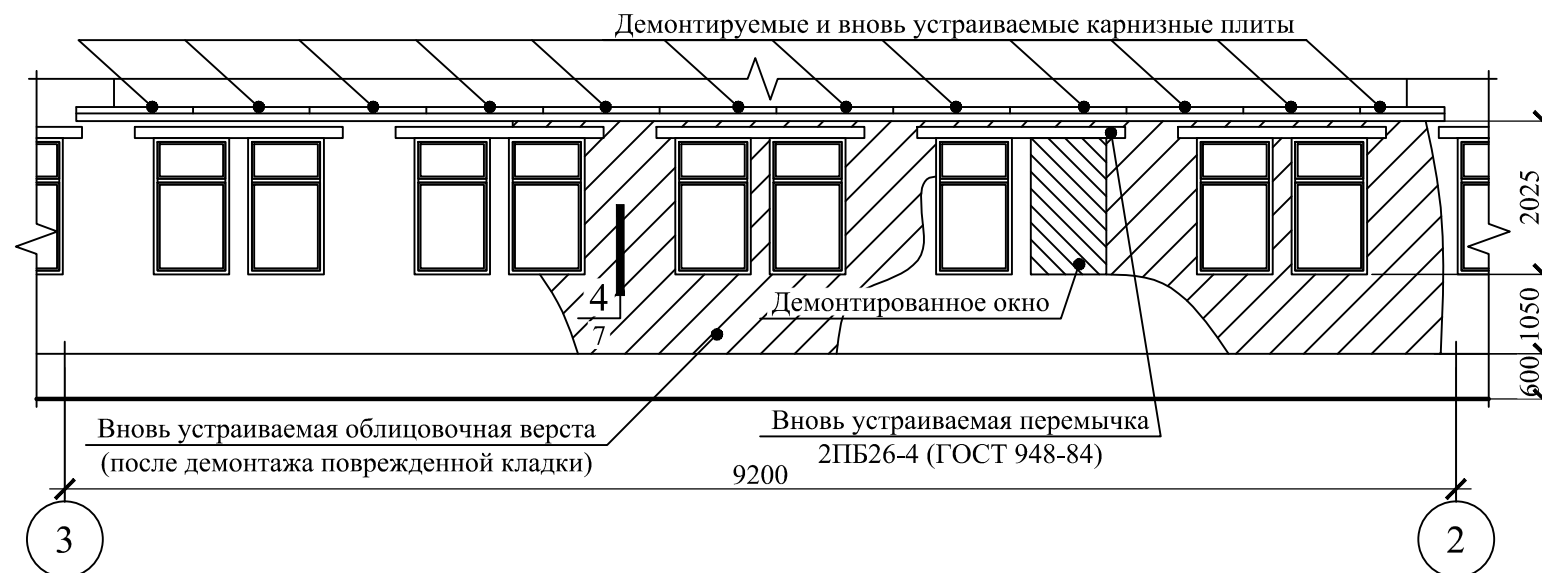 Демонтируемые и вновь устраиваемые карнизные плиты
2025
4
7
Демонтированное окно
1050
600
Вновь устраиваемая облицовочная верста
(после демонтажа поврежденной кладки)
Вновь устраиваемая перемычка
2ПБ26-4 (ГОСТ 948-84)
9200
3
2